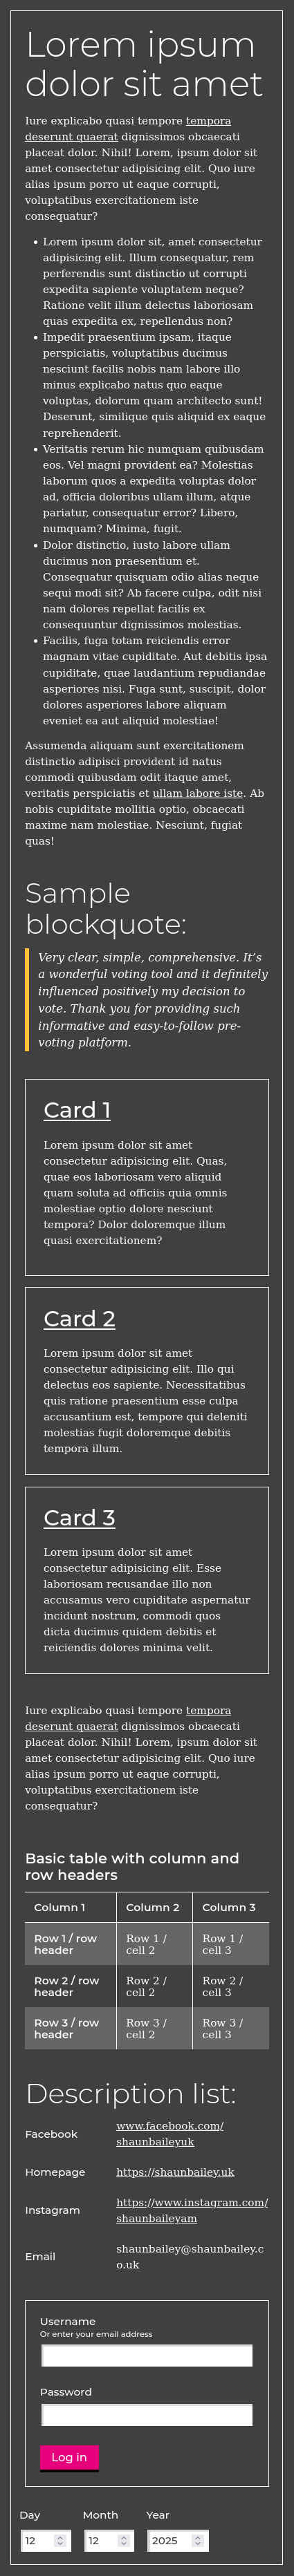 Lorem ipsum
dolor sit amet
Iure explicabo quasi tempore tempora
deserunt quaerat dignissimos obcaecati
placeat dolor. Nihil! Lorem, ipsum dolor sit
amet consectetur adipisicing elit. Quo iure
alias ipsum porro ut eaque corrupti,
voluptatibus exercitationem iste
consequatur?
• Lorem ipsum dolor sit, amet consectetur
adipisicing elit. Illum consequatur, rem
perferendis sunt distinctio ut corrupti
expedita sapiente voluptatem neque?
Ratione velit illum delectus laboriosam
quas expedita ex, repellendus non?
• Impedit praesentium ipsam, itaque
perspiciatis, voluptatibus ducimus
nesciunt facilis nobis nam labore illo
minus explicabo natus quo eaque
voluptas, dolorum quam architecto sunt!
Deserunt, similique quis aliquid ex eaque
reprehenderit.
• Veritatis rerum hic numquam quibusdam
eos. Vel magni provident ea? Molestias
laborum quos a expedita voluptas dolor
ad, officia doloribus ullam illum, atque
pariatur, consequatur error? Libero,
numquam? Minima, fugit.
• Dolor distinctio, iusto labore ullam
ducimus non praesentium et.
Consequatur quisquam odio alias neque
sequi modi sit? Ab facere culpa, odit nisi
nam dolores repellat facilis ex
consequuntur dignissimos molestias.
• Facilis, fuga totam reiciendis error
magnam vitae cupiditate. Aut debitis ipsa
cupiditate, quae laudantium repudiandae
asperiores nisi. Fuga sunt, suscipit, dolor
dolores asperiores labore aliquam
eveniet ea aut aliquid molestiae!
Assumenda aliquam sunt exercitationem
distinctio adipisci provident id natus
commodi quibusdam odit itaque amet,
veritatis perspiciatis et ullam labore iste. Ab
nobis cupiditate mollitia optio, obcaecati
maxime nam molestiae. Nesciunt, fugiat
quas!
Sample
blockquote:
Very clear, simple, comprehensive. It’s
a wonderful voting tool and it definitely
influenced positively my decision to
vote. Thank you for providing such
informative and easy-to-follow pre-
voting platform.
Card 1
Lorem ipsum dolor sit amet
consectetur adipisicing elit. Quas,
quae eos laboriosam vero aliquid
quam soluta ad officiis quia omnis
molestiae optio dolore nesciunt
tempora? Dolor doloremque illum
quasi exercitationem?
Card 2
Lorem ipsum dolor sit amet
consectetur adipisicing elit. Illo qui
delectus eos sapiente. Necessitatibus
quis ratione praesentium esse culpa
accusantium est, tempore qui deleniti
molestias fugit doloremque debitis
tempora illum.
Card 3
Lorem ipsum dolor sit amet
consectetur adipisicing elit. Esse
laboriosam recusandae illo non
accusamus vero cupiditate aspernatur
incidunt nostrum, commodi quos
dicta ducimus quidem debitis et
reiciendis dolores minima velit.
Iure explicabo quasi tempore tempora
deserunt quaerat dignissimos obcaecati
placeat dolor. Nihil! Lorem, ipsum dolor sit
amet consectetur adipisicing elit. Quo iure
alias ipsum porro ut eaque corrupti,
voluptatibus exercitationem iste
consequatur?
Basic table with column and
row headers
Column 1 Column 2 Column 3
Row 1 / row Row 1 / Row 1 /
header cell 2 cell 3
Row 2 / row Row 2 / Row 2 /
header cell 2 cell 3
Row 3 / row Row 3 / Row 3 /
header cell 2 cell 3
Description list:
Facebook www.facebook.com/
shaunbaileyuk
Homepage https://shaunbailey.uk
Instagram https://www.instagram.com/
shaunbaileyam
Email shaunbailey@shaunbailey.c
o.uk
Username
Or enter your email address
Password
Log in
Day Month Year
12 12 2025